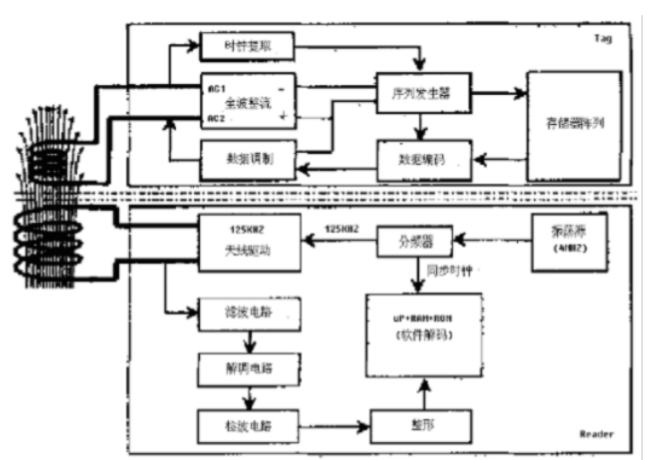 Tag
时钟提取
AC1
全波整流
AC2
-
+
序列发生器
存储器阵列
数据调制
数据编码
125KHZ
天线驱动
125KHZ
分频器
振荡源
(4MHZ)
同步时钟
滤波电路
UP+RAM+ROM
(软件解码)
解调电路
检波电路
整形
Reader